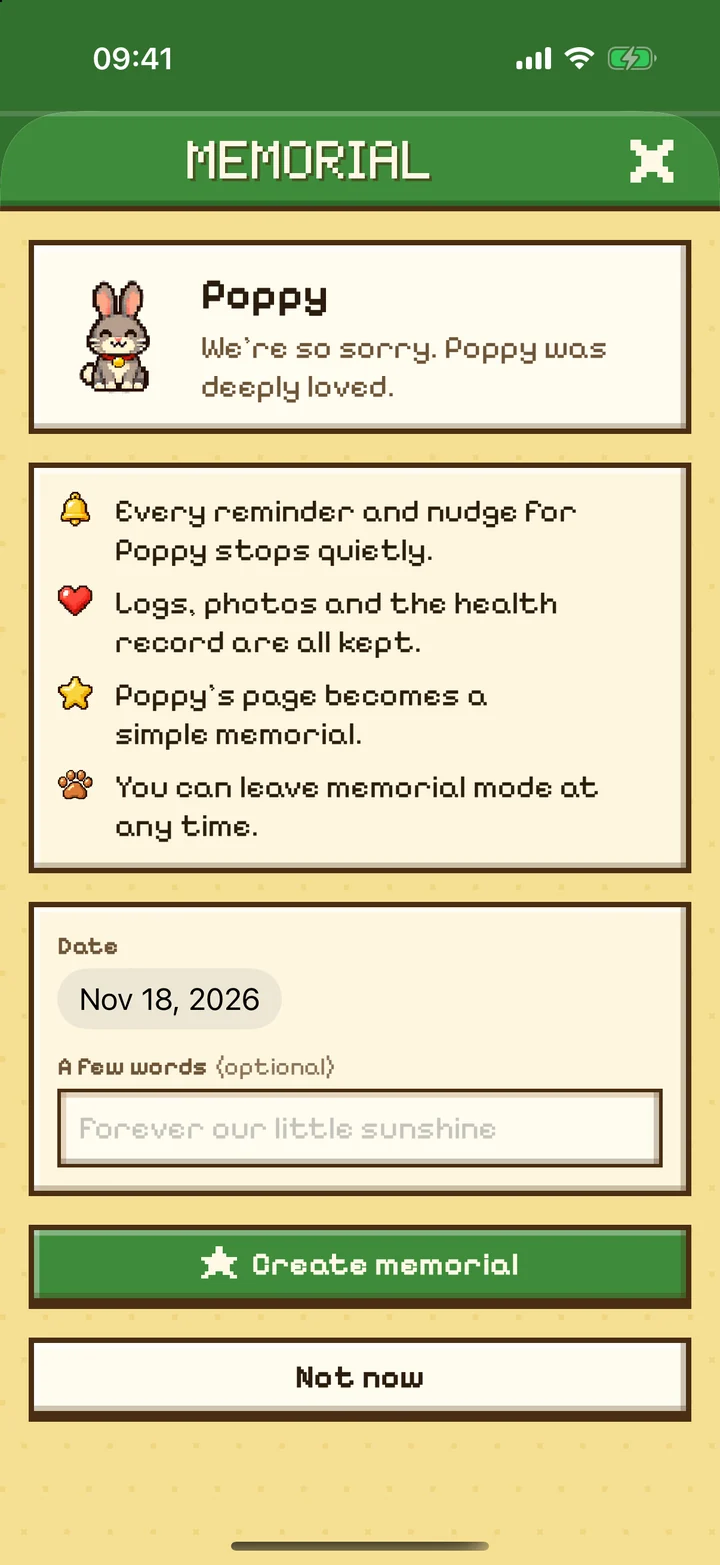 09:41
MEMORIAL
Poppy
We're so sorry. Poppy was
deeply loved.
Every reminder and nudge for
Poppy stops quietly.
Logs, photos and the health
record are all kept.
Poppy's page becomes a
simple memorial.
You can leave memorial mode at
any time.
Date
Nov 18, 2026
A few words (optional)
Forever our little sunshine
Create memorial
Not now